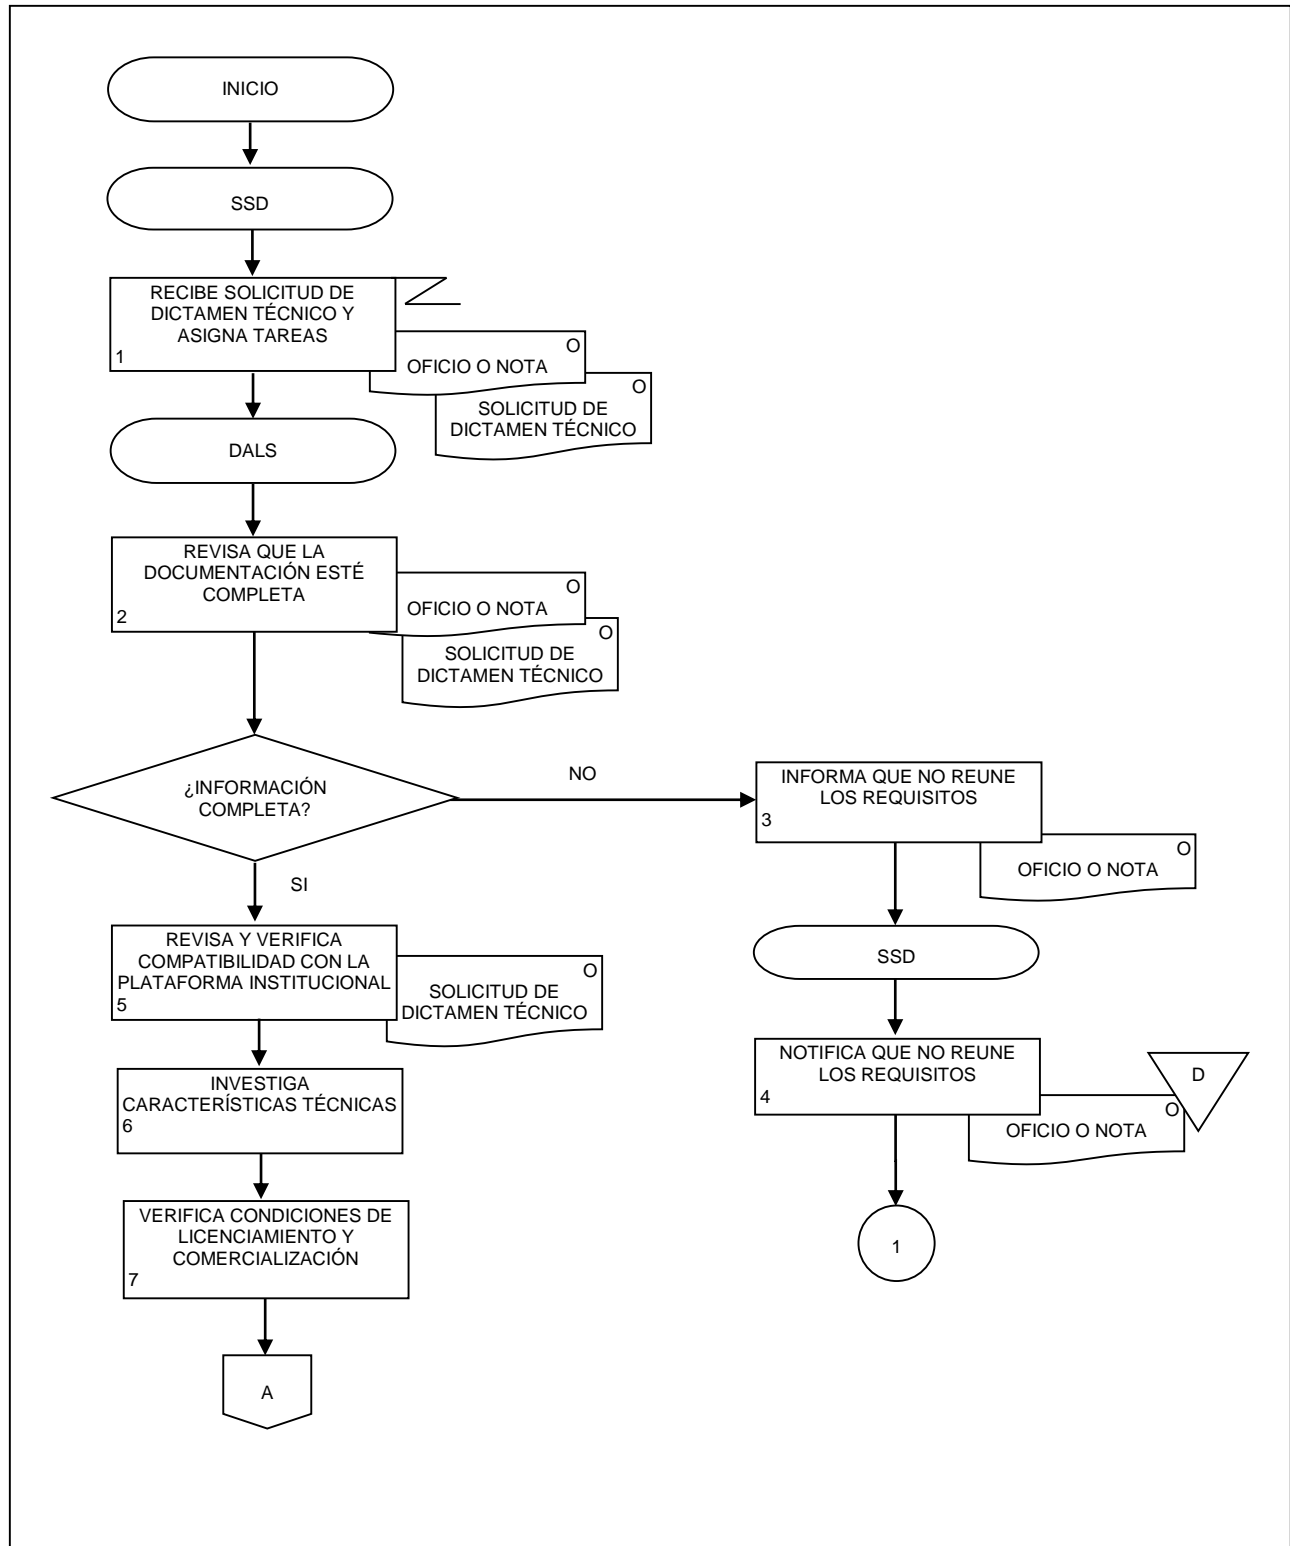 INICIO
SSD
RECIBE SOLICITUD DE
DICTAMEN TÉCNICO Y
ASIGNA TAREAS
1
O
OFICIO O NOTA
O
SOLICITUD DE
DICTAMEN TÉCNICO
DALS
REVISA QUE LA
DOCUMENTACIÓN ESTÉ
COMPLETA
2
O
OFICIO O NOTA
O
SOLICITUD DE
DICTAMEN TÉCNICO
¿INFORMACIÓN
COMPLETA?
NO
SI
INFORMA QUE NO REUNE
LOS REQUISITOS
3
O
OFICIO O NOTA
SSD
NOTIFICA QUE NO REUNE
LOS REQUISITOS
4
D
O
OFICIO O NOTA
1
REVISA Y VERIFICA
COMPATIBILIDAD CON LA
PLATAFORMA INSTITUCIONAL
5
O
SOLICITUD DE
DICTAMEN TÉCNICO
INVESTIGA
CARACTERÍSTICAS TÉCNICAS
6
VERIFICA CONDICIONES DE
LICENCIAMIENTO Y
COMERCIALIZACIÓN
7
A